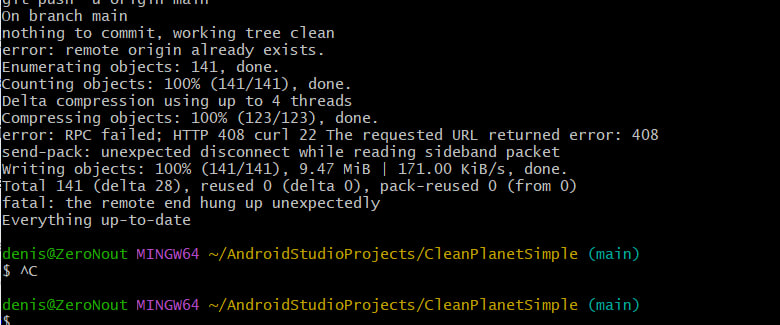 git push -u origin main
On branch main
nothing to commit, working tree clean
error: remote origin already exists.
Enumerating objects: 141, done.
Counting objects: 100% (141/141), done.
Delta compression using up to 4 threads
Compressing objects: 100% (123/123), done.
error: RPC failed; HTTP 408 curl 22 The requested URL returned error: 408
send-pack: unexpected disconnect while reading sideband packet
Writing objects: 100% (141/141), 9.47 MiB | 171.00 KiB/s, done.
Total 141 (delta 28), reused 0 (delta 0), pack-reused 0 (from 0)
fatal: the remote end hung up unexpectedly
Everything up-to-date
denis@ZeroNout MINGW64 ~/AndroidStudioProjects/CleanPlanetSimple (main)
$ ^C
denis@ZeroNout MINGW64 ~/AndroidStudioProjects/CleanPlanetSimple (main)
$